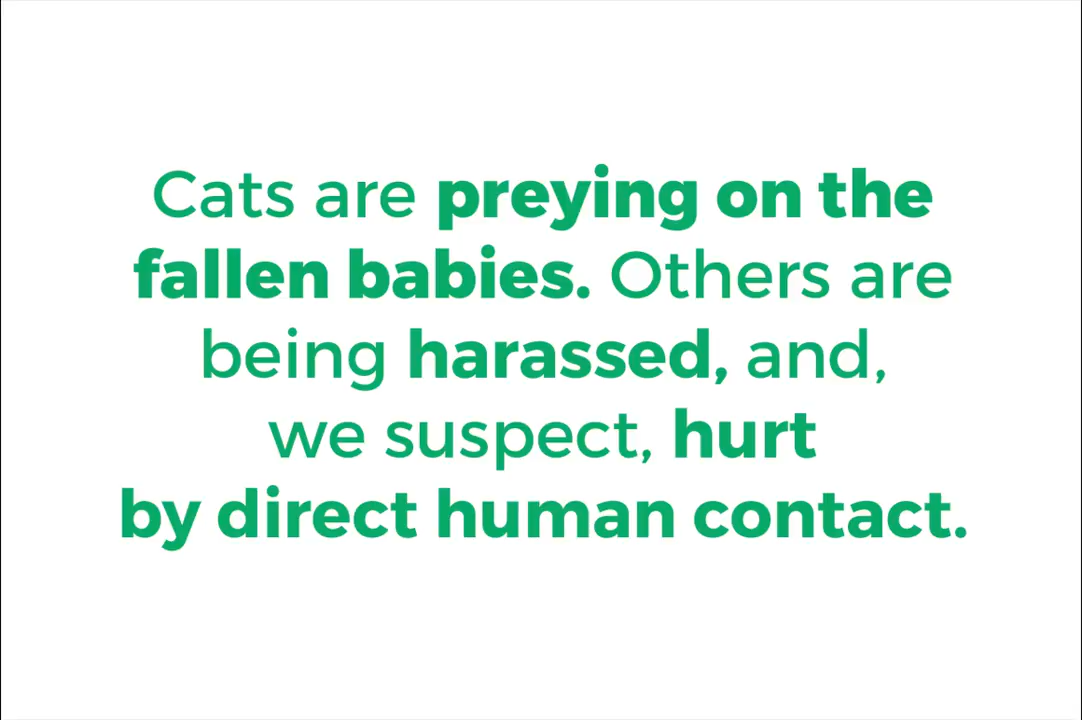 Cats are preying on the
fallen babies. Others are
being harassed, and,
we suspect, hurt
by direct human contact.